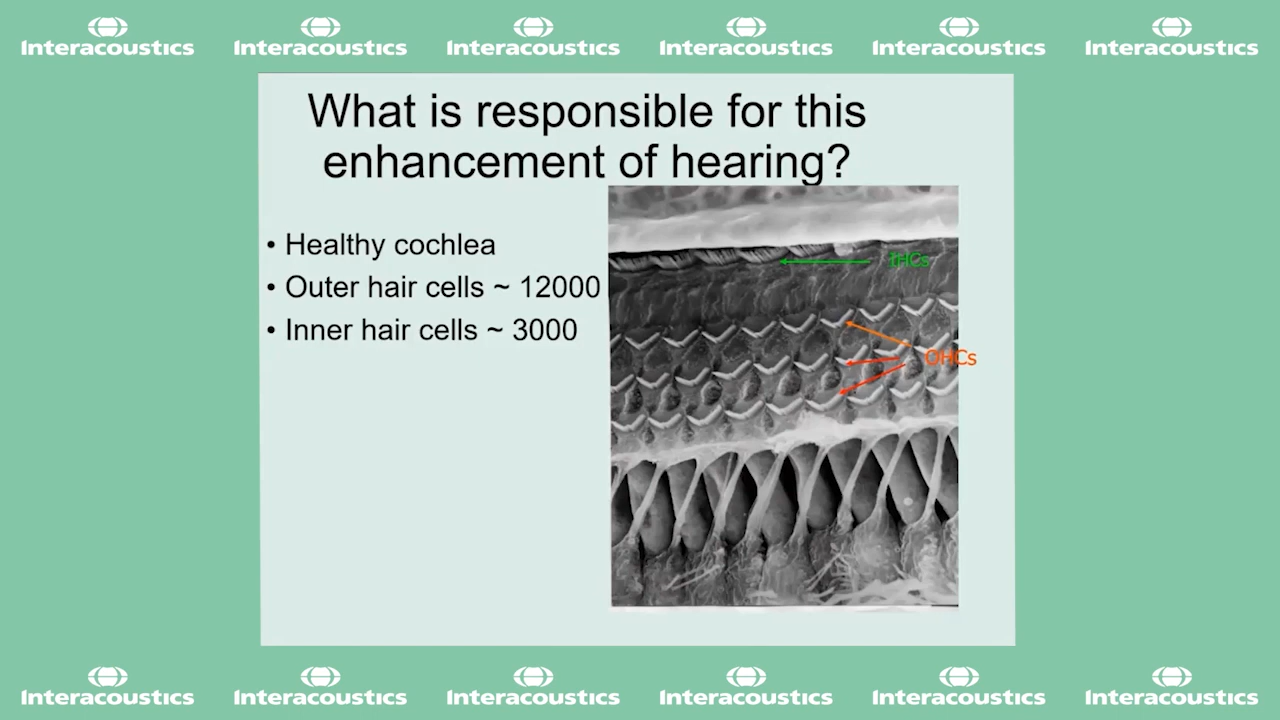 Interacoustics Interacoustics Interacoustics Interacoustics Interacoustics Interacoustics
What is responsible for this
enhancement of hearing?
• Healthy cochlea
• Outer hair cells ~ 12000
• Inner hair cells ~ 3000
IHCs
OHCs
Interacoustics Interacoustics Interacoustics Interacoustics Interacoustics Interacoustics